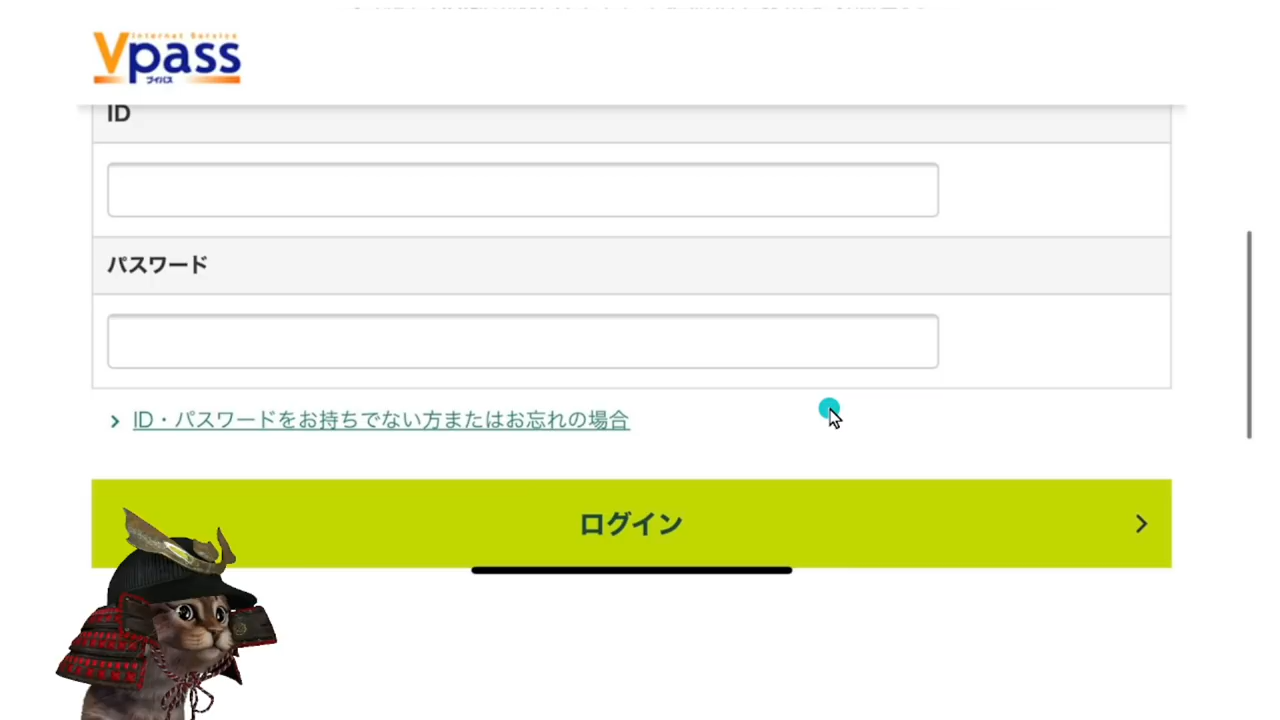 Internet Service
Vpass
ブイパス
ID
パスワード
ID・パスワードをお持ちでない方またはお忘れの場合
ログイン